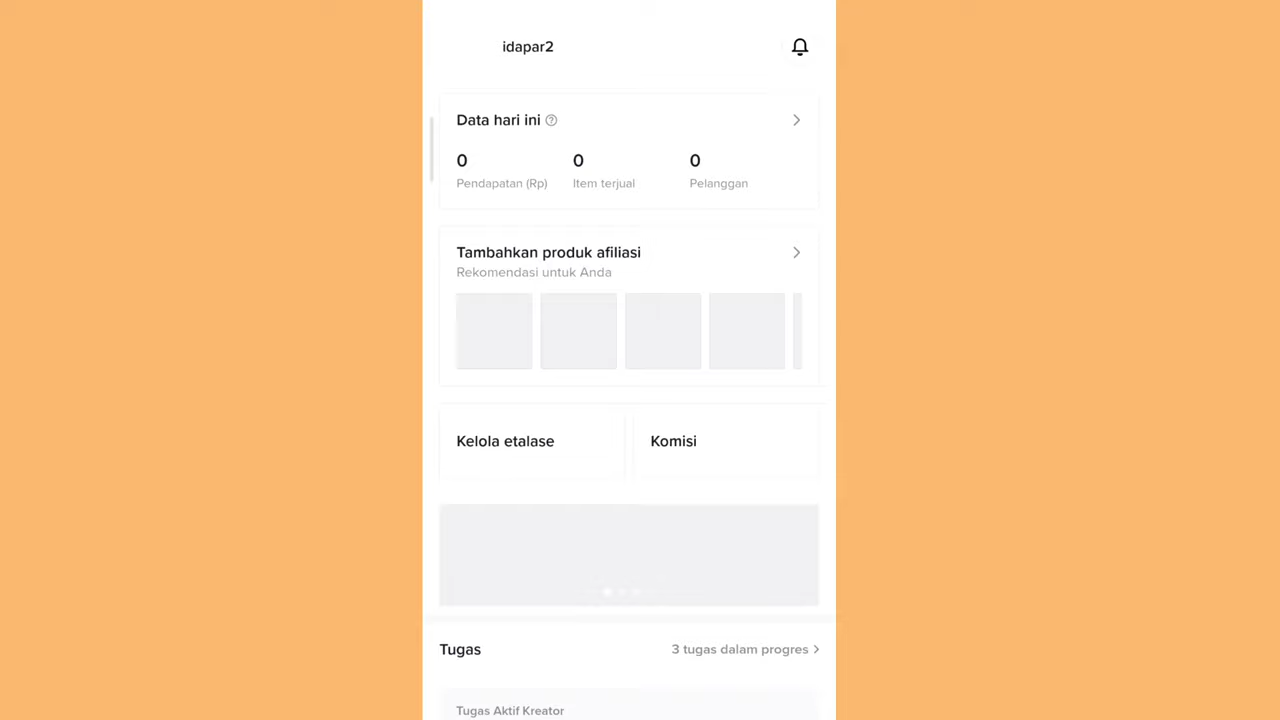 idapar2
Data hari ini
0 0 0
Pendapatan (Rp) Item terjual Pelanggan
Tambahkan produk afiliasi
Rekomendasi untuk Anda
Kelola etalase Komisi
Tugas 3 tugas dalam progres
Tugas Aktif Kreator